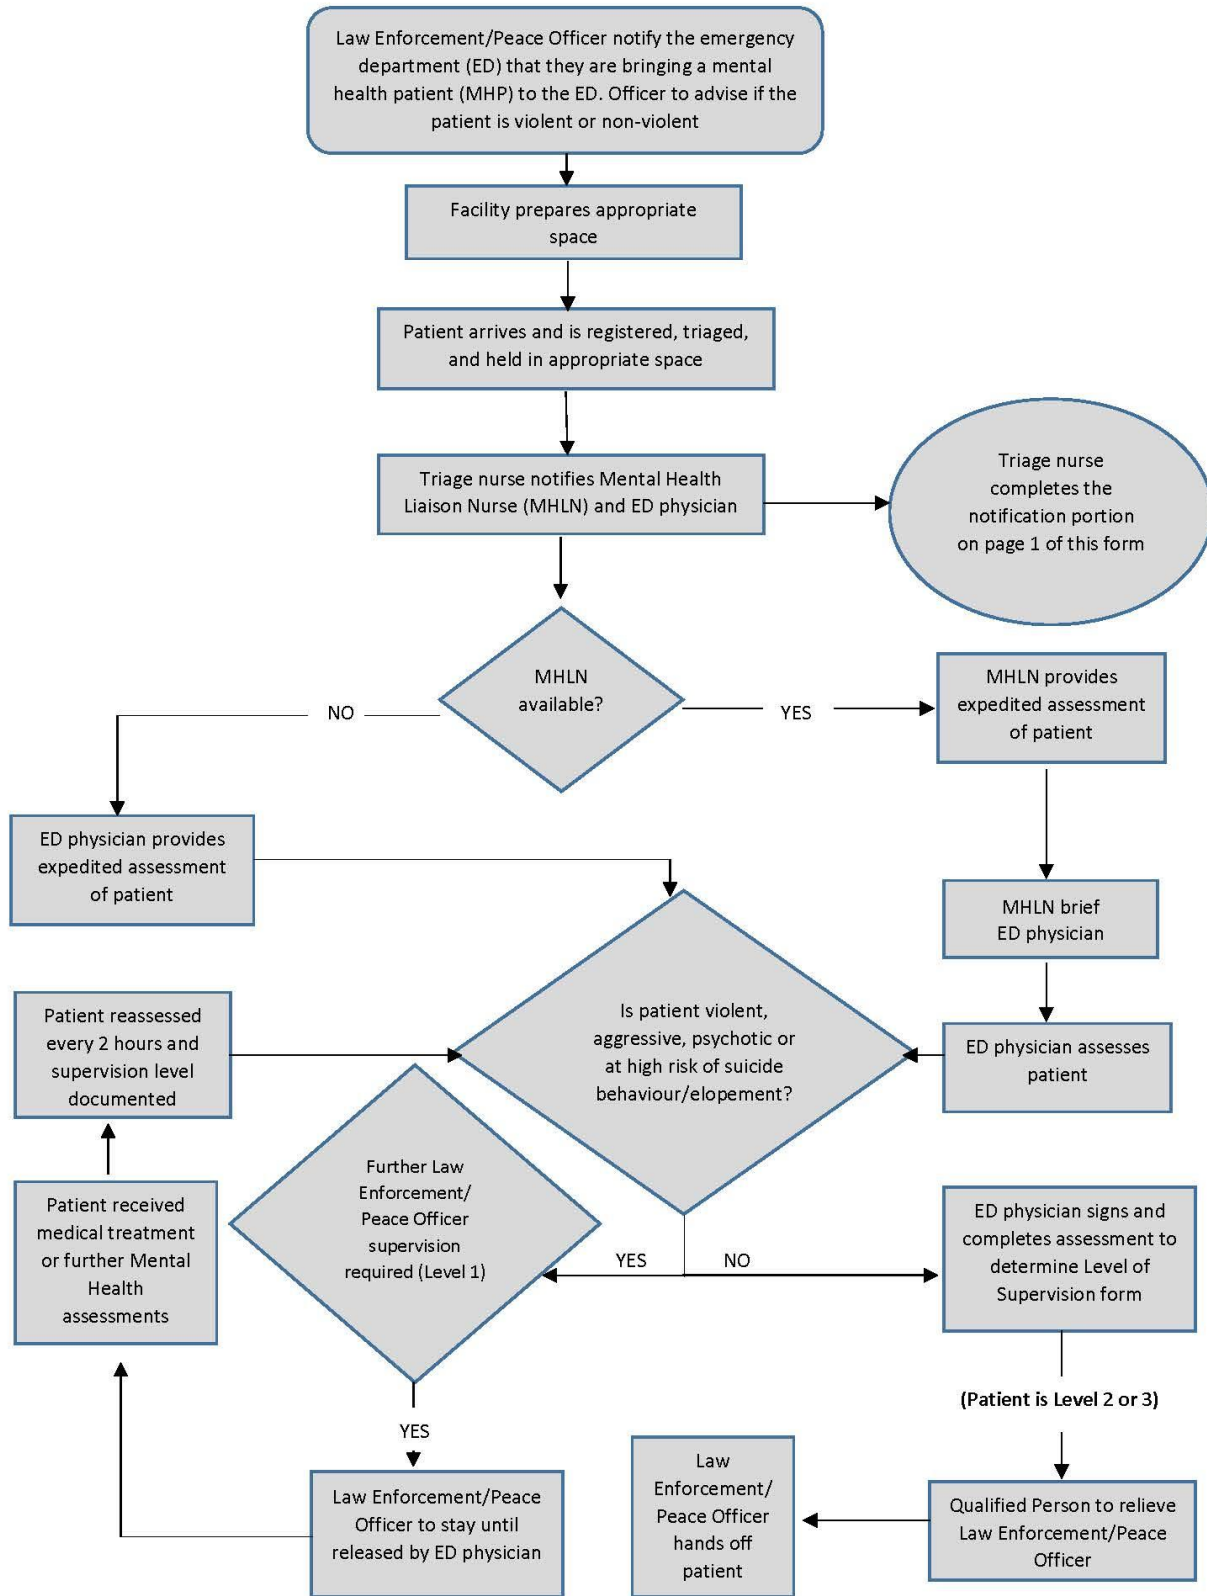 Law Enforcement/Peace Officer notify the emergency
department (ED) that they are bringing a mental
health patient (MHP) to the ED. Officer to advise if the
patient is violent or non-violent
Facility prepares appropriate
space
Patient arrives and is registered, triaged,
and held in appropriate space
Triage nurse notifies Mental Health
Liaison Nurse (MHLN) and ED physician
Triage nurse
completes the
notification portion
on page 1 of this form
MHLN
available?
NO
YES
MHLN provides
expedited assessment
of patient
ED physician provides
expedited assessment
of patient
MHLN brief
ED physician
ED physician assesses
patient
Is patient violent,
aggressive, psychotic or
at high risk of suicide
behaviour/elopement?
Patient reassessed
every 2 hours and
supervision level
documented
Patient received
medical treatment
or further Mental
Health
assessments
Further Law
Enforcement/
Peace Officer
supervision
required (Level 1)
YES
NO
ED physician signs and
completes assessment to
determine Level of
Supervision form
(Patient is Level 2 or 3)
YES
Law Enforcement/Peace
Officer to stay until
released by ED physician
Law
Enforcement/
Peace Officer
hands off
patient
Qualified Person to relieve
Law Enforcement/Peace
Officer